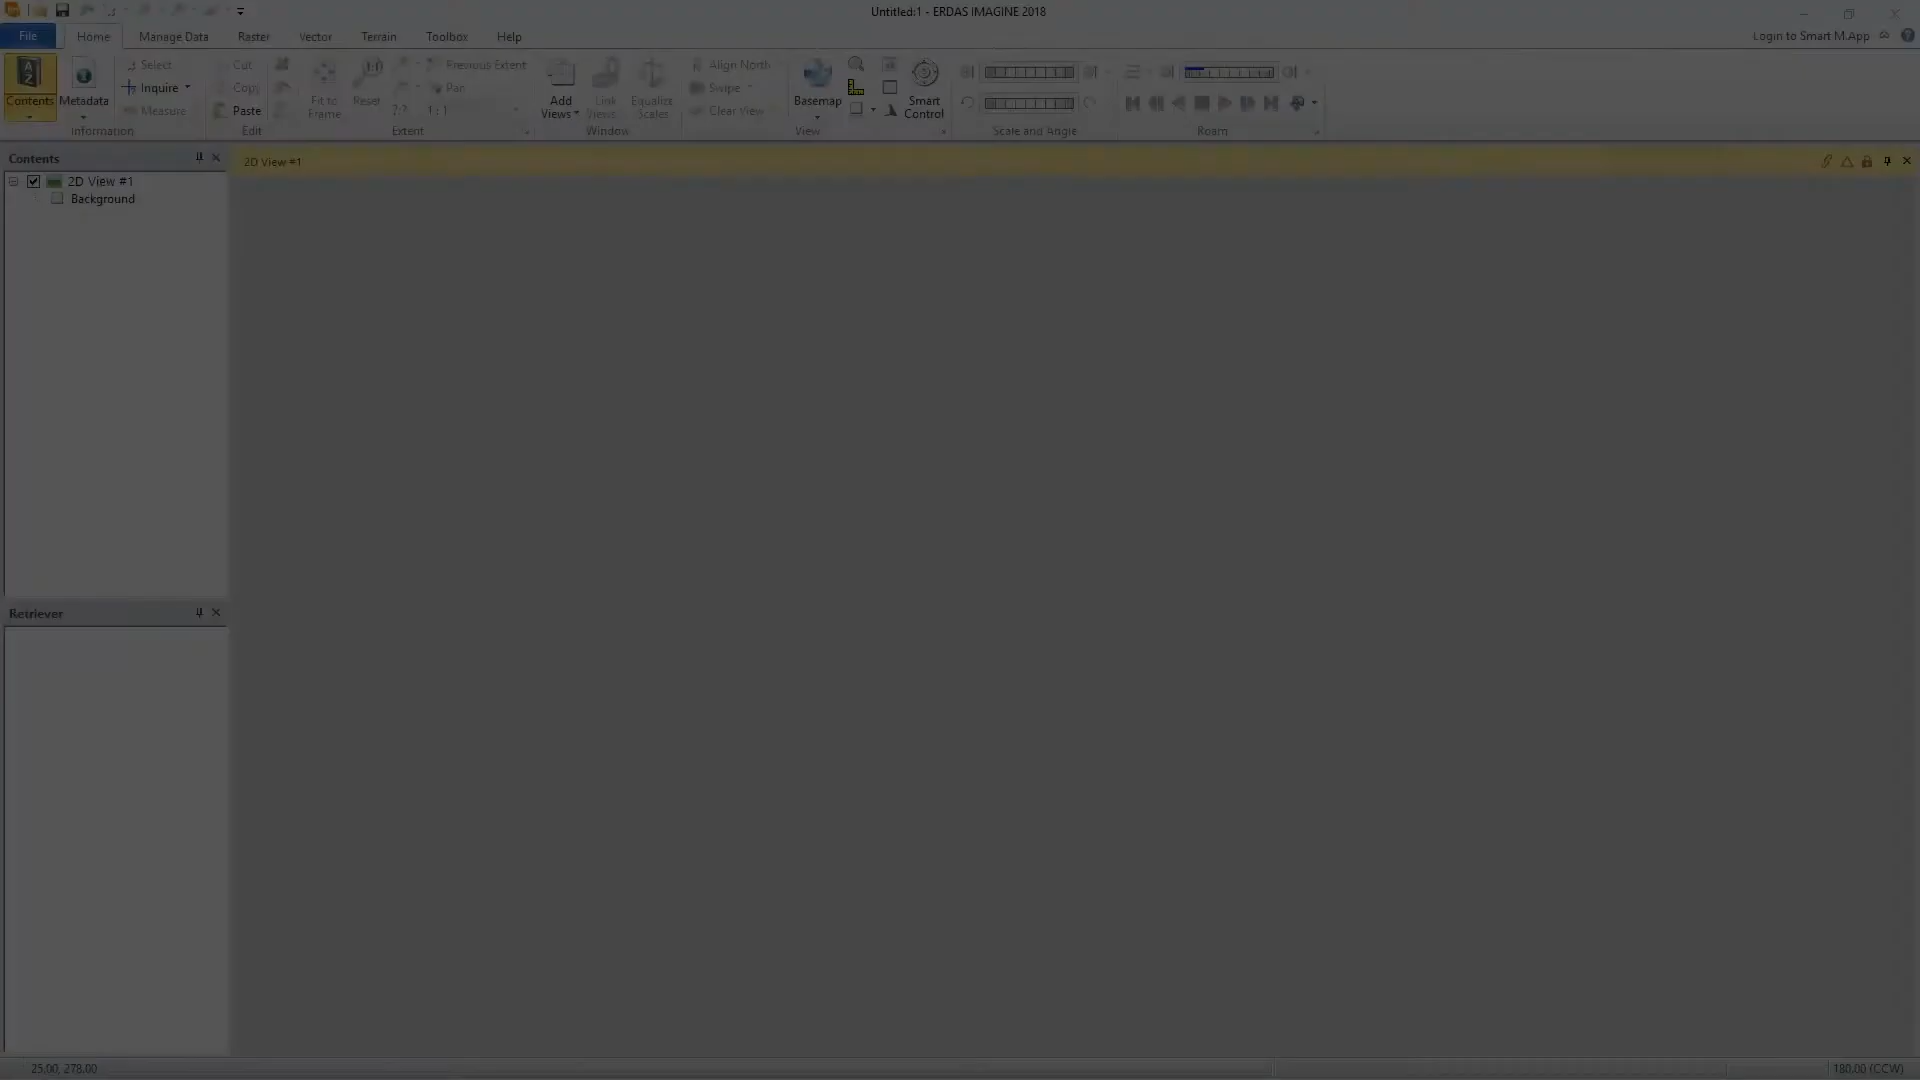 Untitled:1 - ERDAS IMAGINE 2018
File Home Manage Data Raster Vector Terrain Toolbox Help Login to Smart M.App
Select Cut Previous Extent Align North
Inquire Copy Pan Swipe
Contents Metadata Measure Paste Fit to Frame Reset ?:? 1:1 Add Views Link Views Equalize Scales Clear View Basemap Smart Control
Information Edit Extent Window View Scale and Angle Roam
Contents
2D View #1
2D View #1
Background
Retriever
25.00, 278.00
180.00 (CCW)